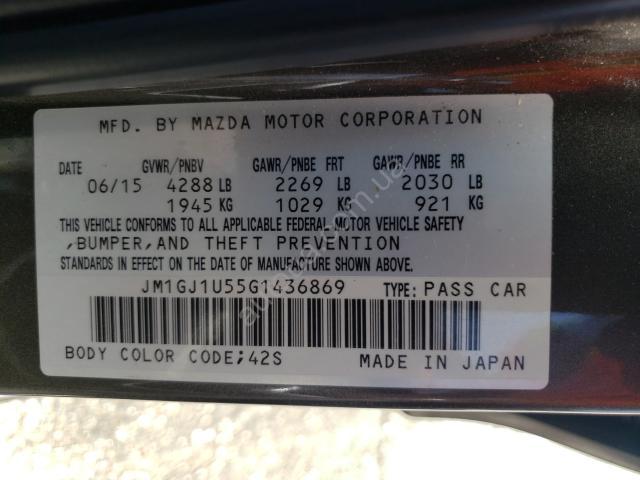 MFD. BY MAZDA MOTOR CORPORATION
DATE GVWR/PNBV GAWR/PNBE FRT GAWR/PNBE RR
06/15 4288 LB 2269 LB 2030 LB
1945 KG 1029 KG 921 KG
THIS VEHICLE CONFORMS TO ALL APPLICABLE FEDERAL MOTOR VEHICLE SAFETY
,BUMPER,AND THEFT PREVENTION
STANDARDS IN EFFECT ON THE DATE OF MANUFACTURE SHOWN ABOVE.
JM1GJ1U55G1436869 TYPE: PASS CAR
BODY COLOR CODE;42S MADE IN JAPAN